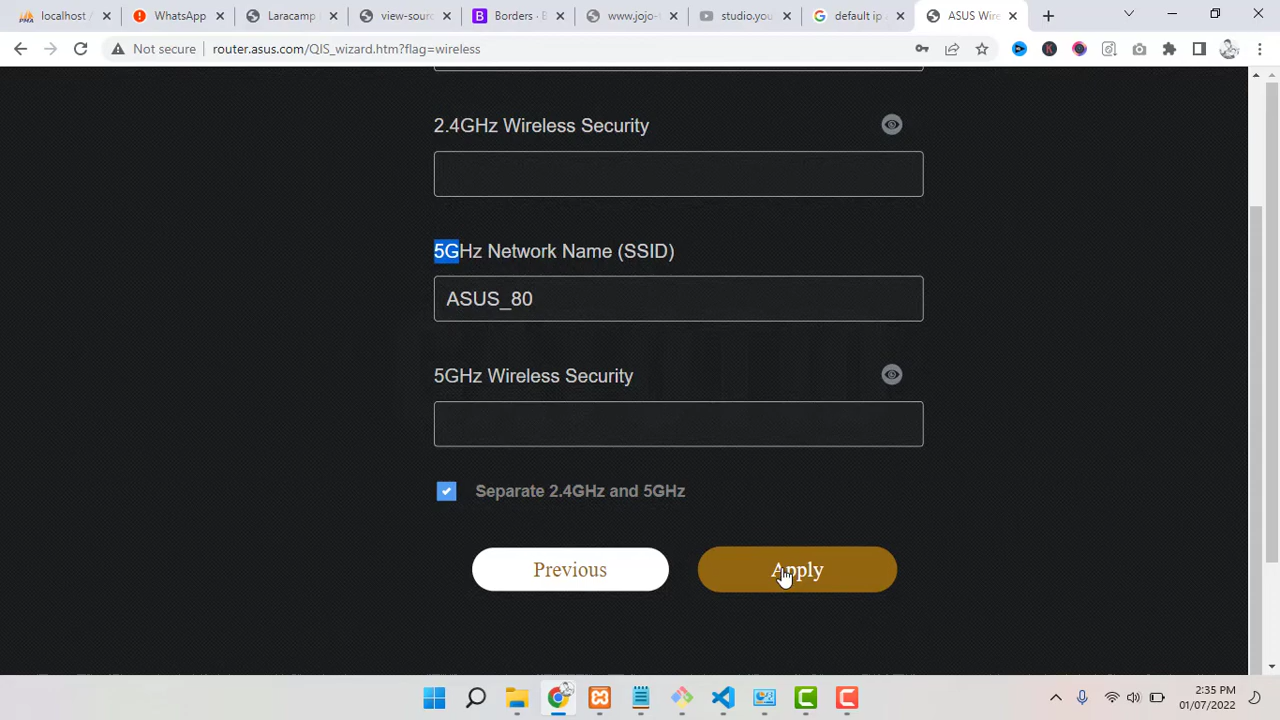 localhost /
WhatsApp
Laracamp
view-sourc
Borders · B
www.jojo-t
studio.you
default ip a
ASUS Wire
Not secure
router.asus.com/QIS_wizard.htm?flag=wireless
2.4GHz Wireless Security
5GHz Network Name (SSID)
ASUS_80
5GHz Wireless Security
Separate 2.4GHz and 5GHz
Previous
Apply
2:35 PM
01/07/2022